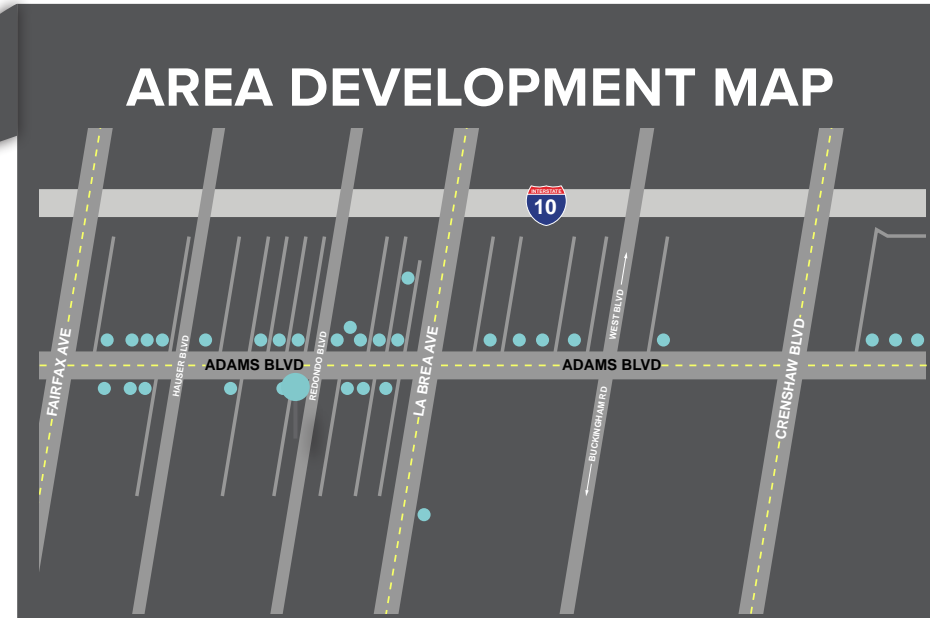 AREA DEVELOPMENT MAP
INTERSTATE
10
FAIRFAX AVE
HAUSER BLVD
ADAMS BLVD
REDONDO BLVD
LA BREA AVE
WEST BLVD
ADAMS BLVD
BUCKINGHAM RD
CRENSHAW BLVD